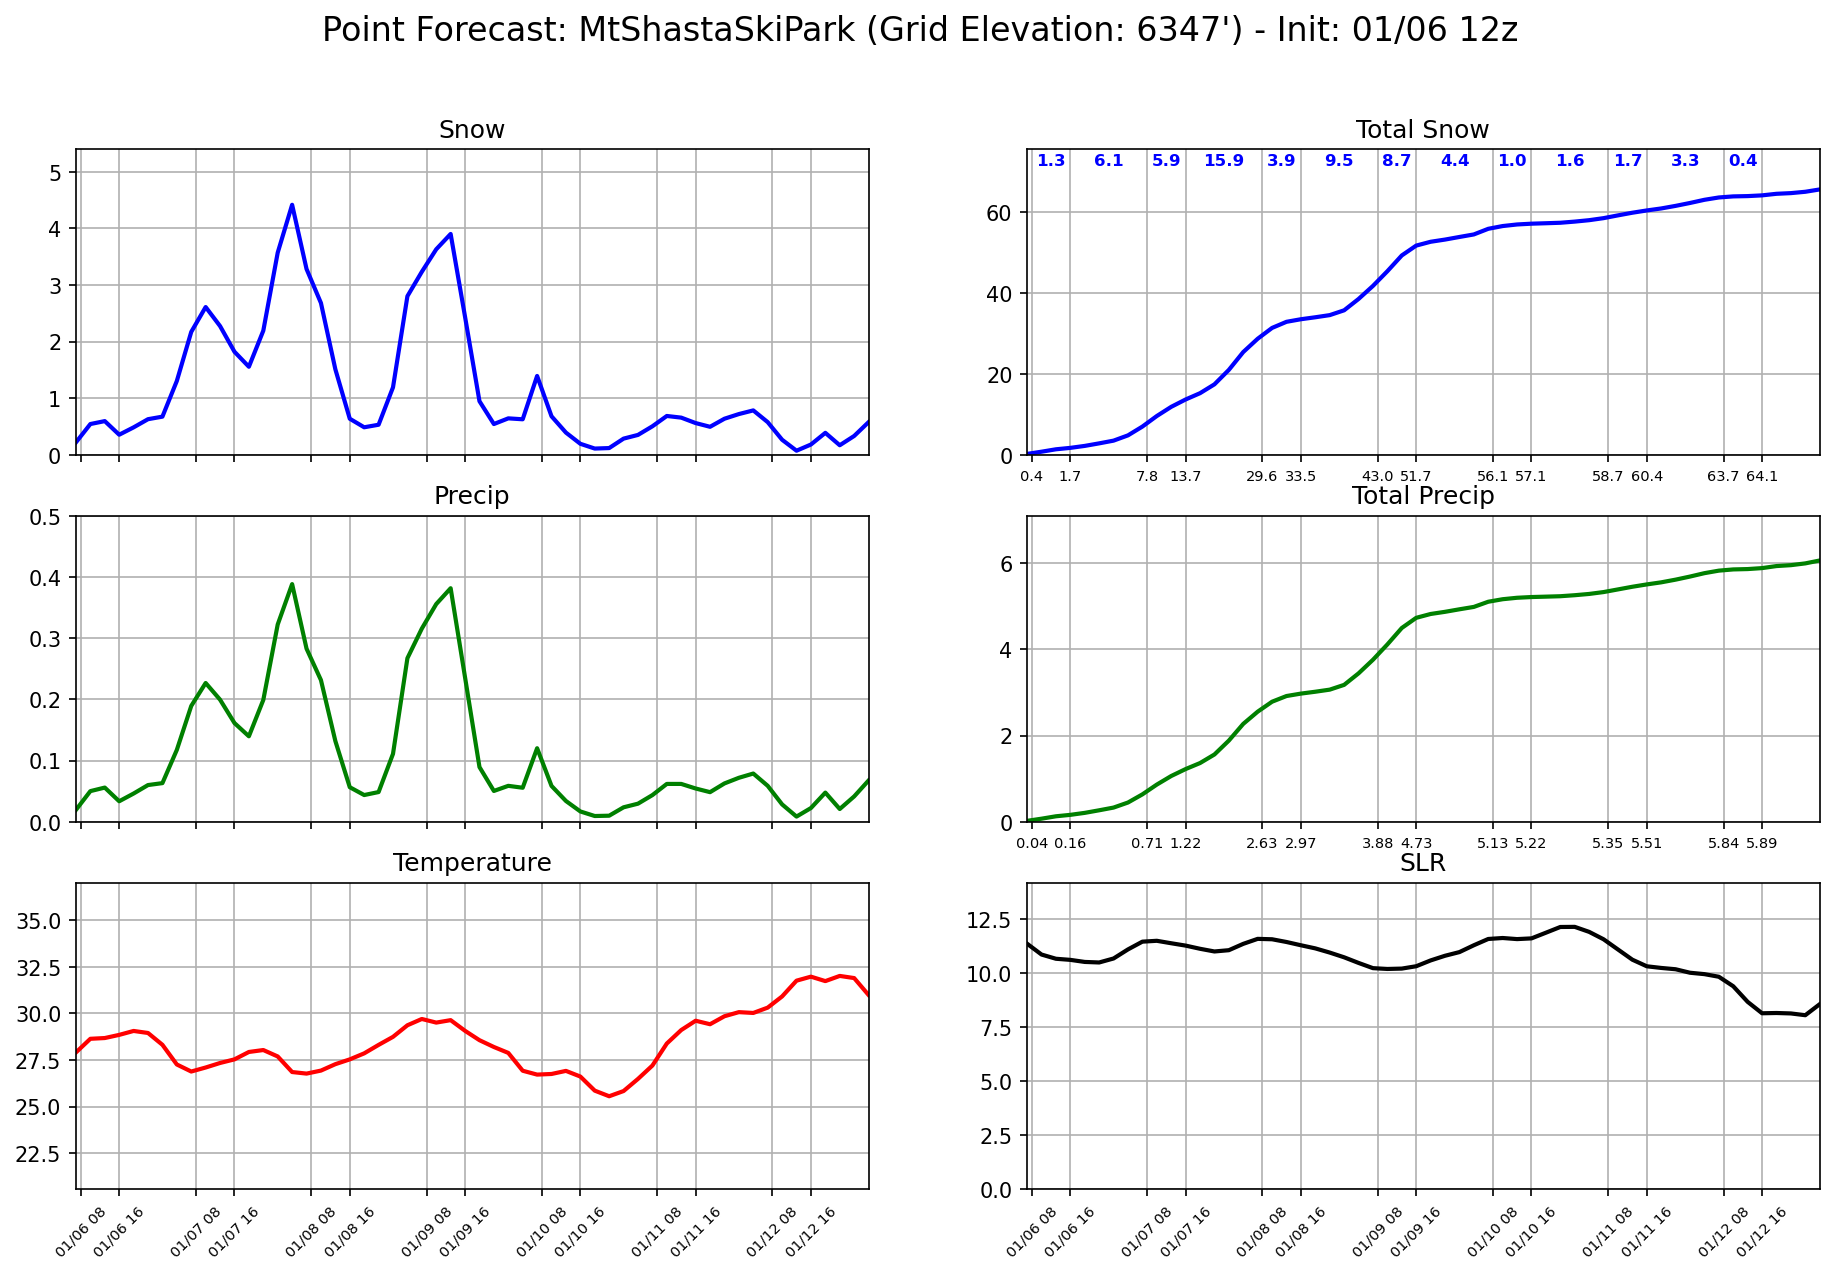 Point Forecast: MtShastaSkiPark (Grid Elevation: 6347') - Init: 01/06 12z
Snow
5
4
3
2
1
0
Total Snow
1.3 6.1 5.9 15.9 3.9 9.5 8.7 4.4 1.0 1.6 1.7 3.3 0.4
60
40
20
0
0.4 1.7 7.8 13.7 29.6 33.5 43.0 51.7 56.1 57.1 58.7 60.4 63.7 64.1
Precip
0.5
0.4
0.3
0.2
0.1
0.0
Total Precip
6
4
2
0
0.04 0.16 0.71 1.22 2.63 2.97 3.88 4.73 5.13 5.22 5.35 5.51 5.84 5.89
Temperature
35.0
32.5
30.0
27.5
25.0
22.5
01/06 08 01/06 16 01/07 08 01/07 16 01/08 08 01/08 16 01/09 08 01/09 16 01/10 08 01/10 16 01/11 08 01/11 16 01/12 08 01/12 16
SLR
12.5
10.0
7.5
5.0
2.5
0.0
01/06 08 01/06 16 01/07 08 01/07 16 01/08 08 01/08 16 01/09 08 01/09 16 01/10 08 01/10 16 01/11 08 01/11 16 01/12 08 01/12 16